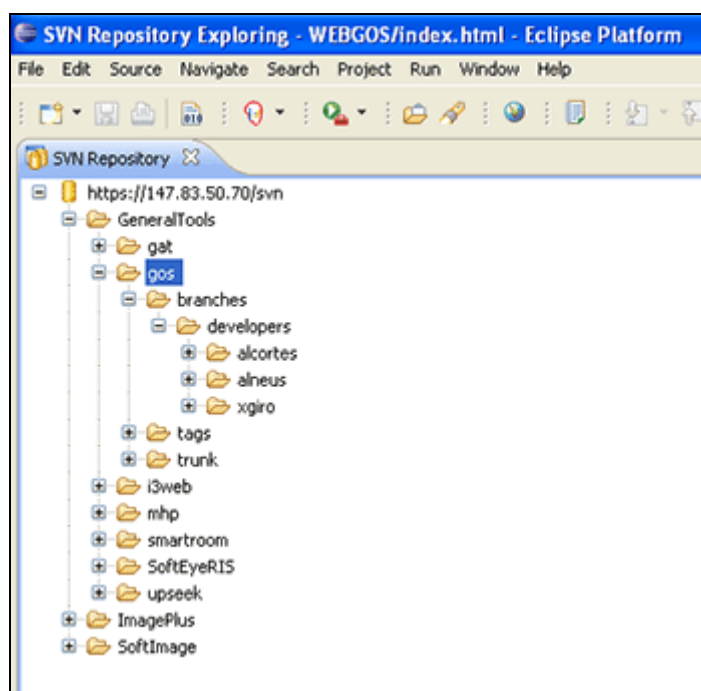 SVN Repository Exploring - WEBGOS/index.html - Eclipse Platform
File Edit Source Navigate Search Project Run Window Help
SVN Repository
https://147.83.50.70/svn
GeneralTools
gat
gos
branches
developers
alcortes
alneus
xgiro
tags
trunk
i3web
mhp
smartroom
SoftEyeRIS
upseek
ImagePlus
SoftImage